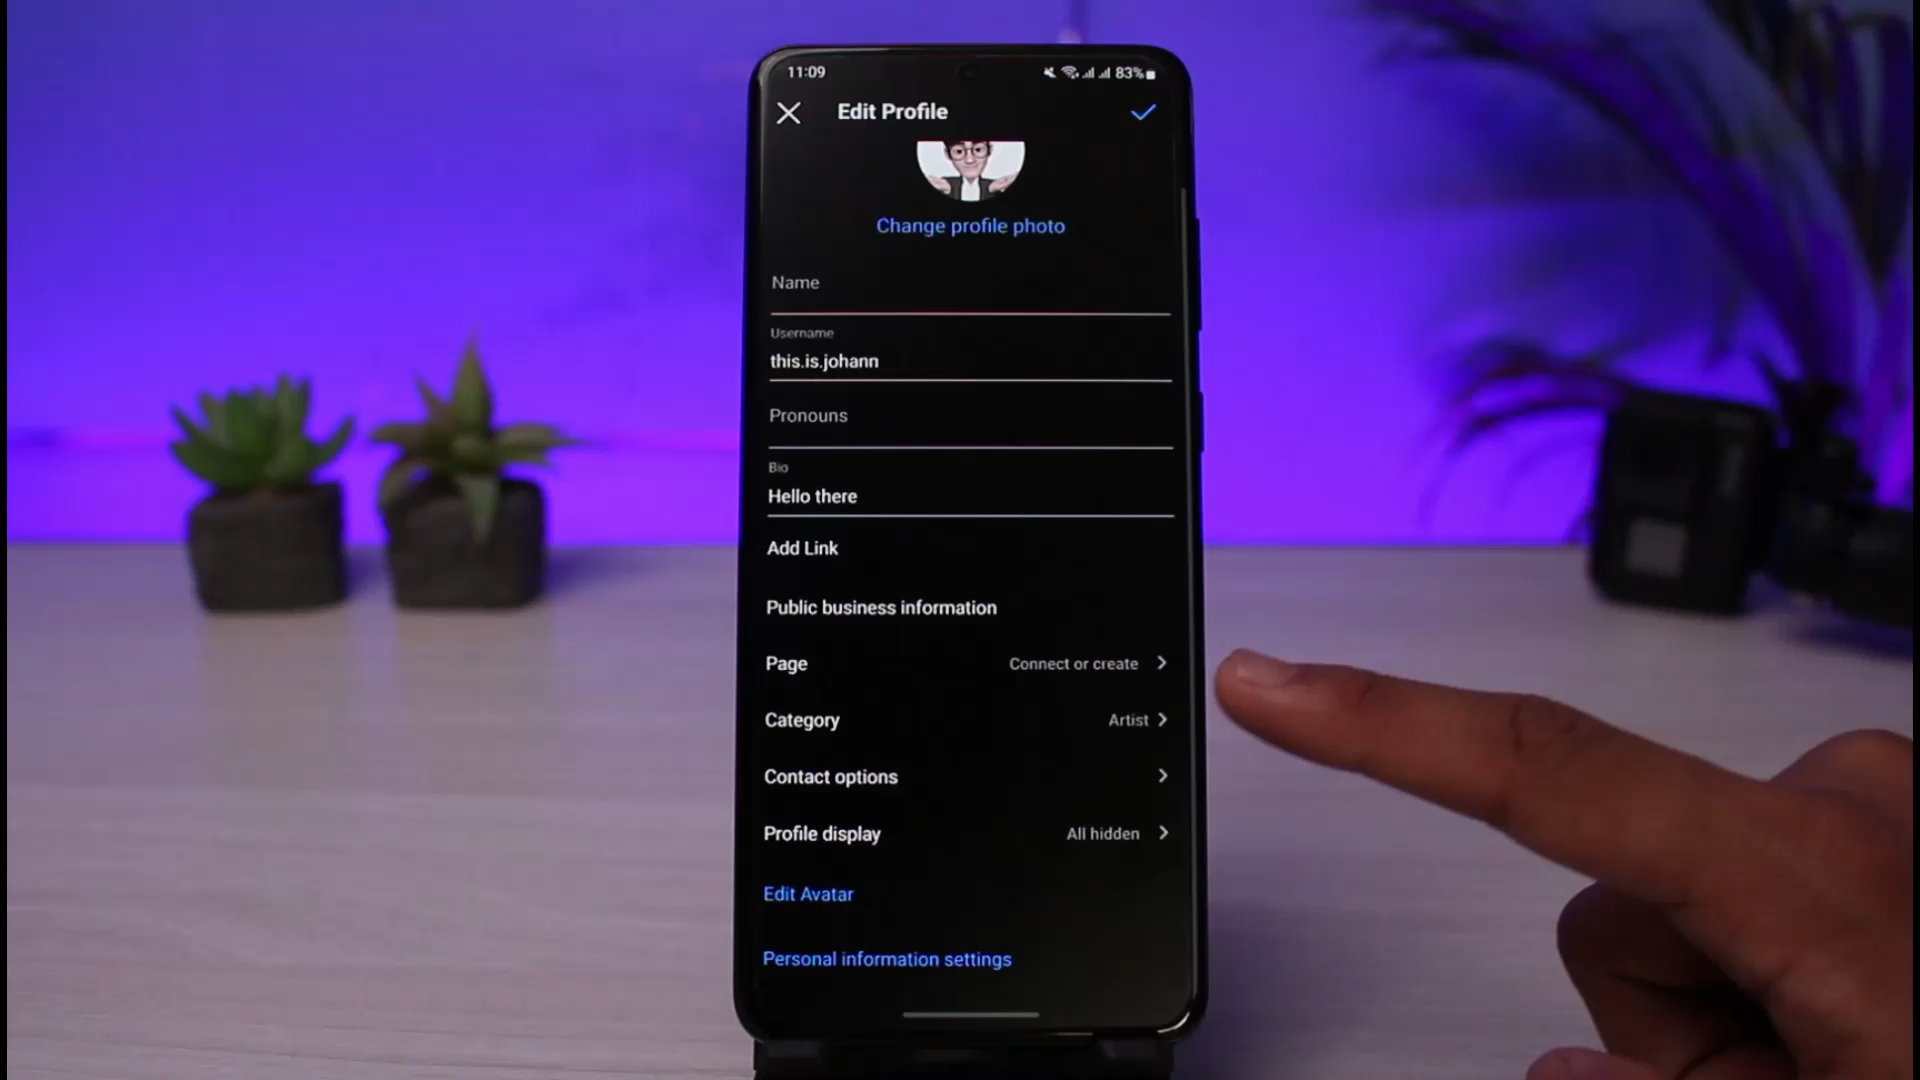 11:09
83%
Edit Profile
Change profile photo
Name
Username
this.is.johann
Pronouns
Bio
Hello there
Add Link
Public business information
Page Connect or create
Category Artist
Contact options
Profile display All hidden
Edit Avatar
Personal information settings